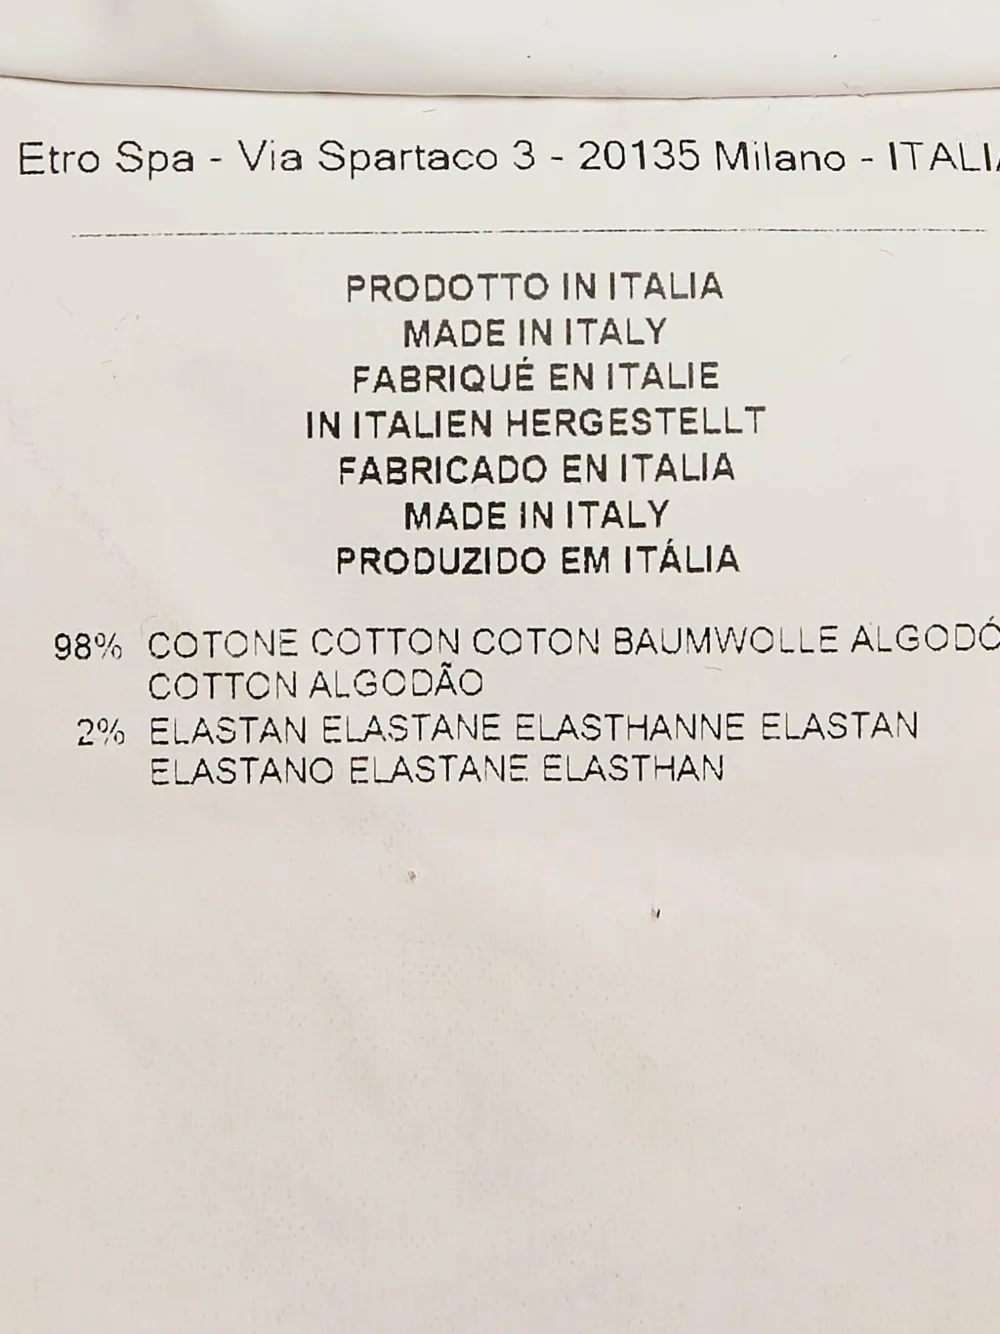 Etro Spa - Via Spartaco 3 - 20135 Milano - ITALIA
PRODOTTO IN ITALIA
MADE IN ITALY
FABRIQUÉ EN ITALIE
IN ITALIEN HERGESTELLT
FABRICADO EN ITALIA
MADE IN ITALY
PRODUZIDO EM ITÁLIA
98% COTONE COTTON COTON BAUMWOLLE ALGODÓ
COTTON ALGODÃO
2% ELASTAN ELASTANE ELASTHANNE ELASTAN
ELASTANO ELASTANE ELASTHAN